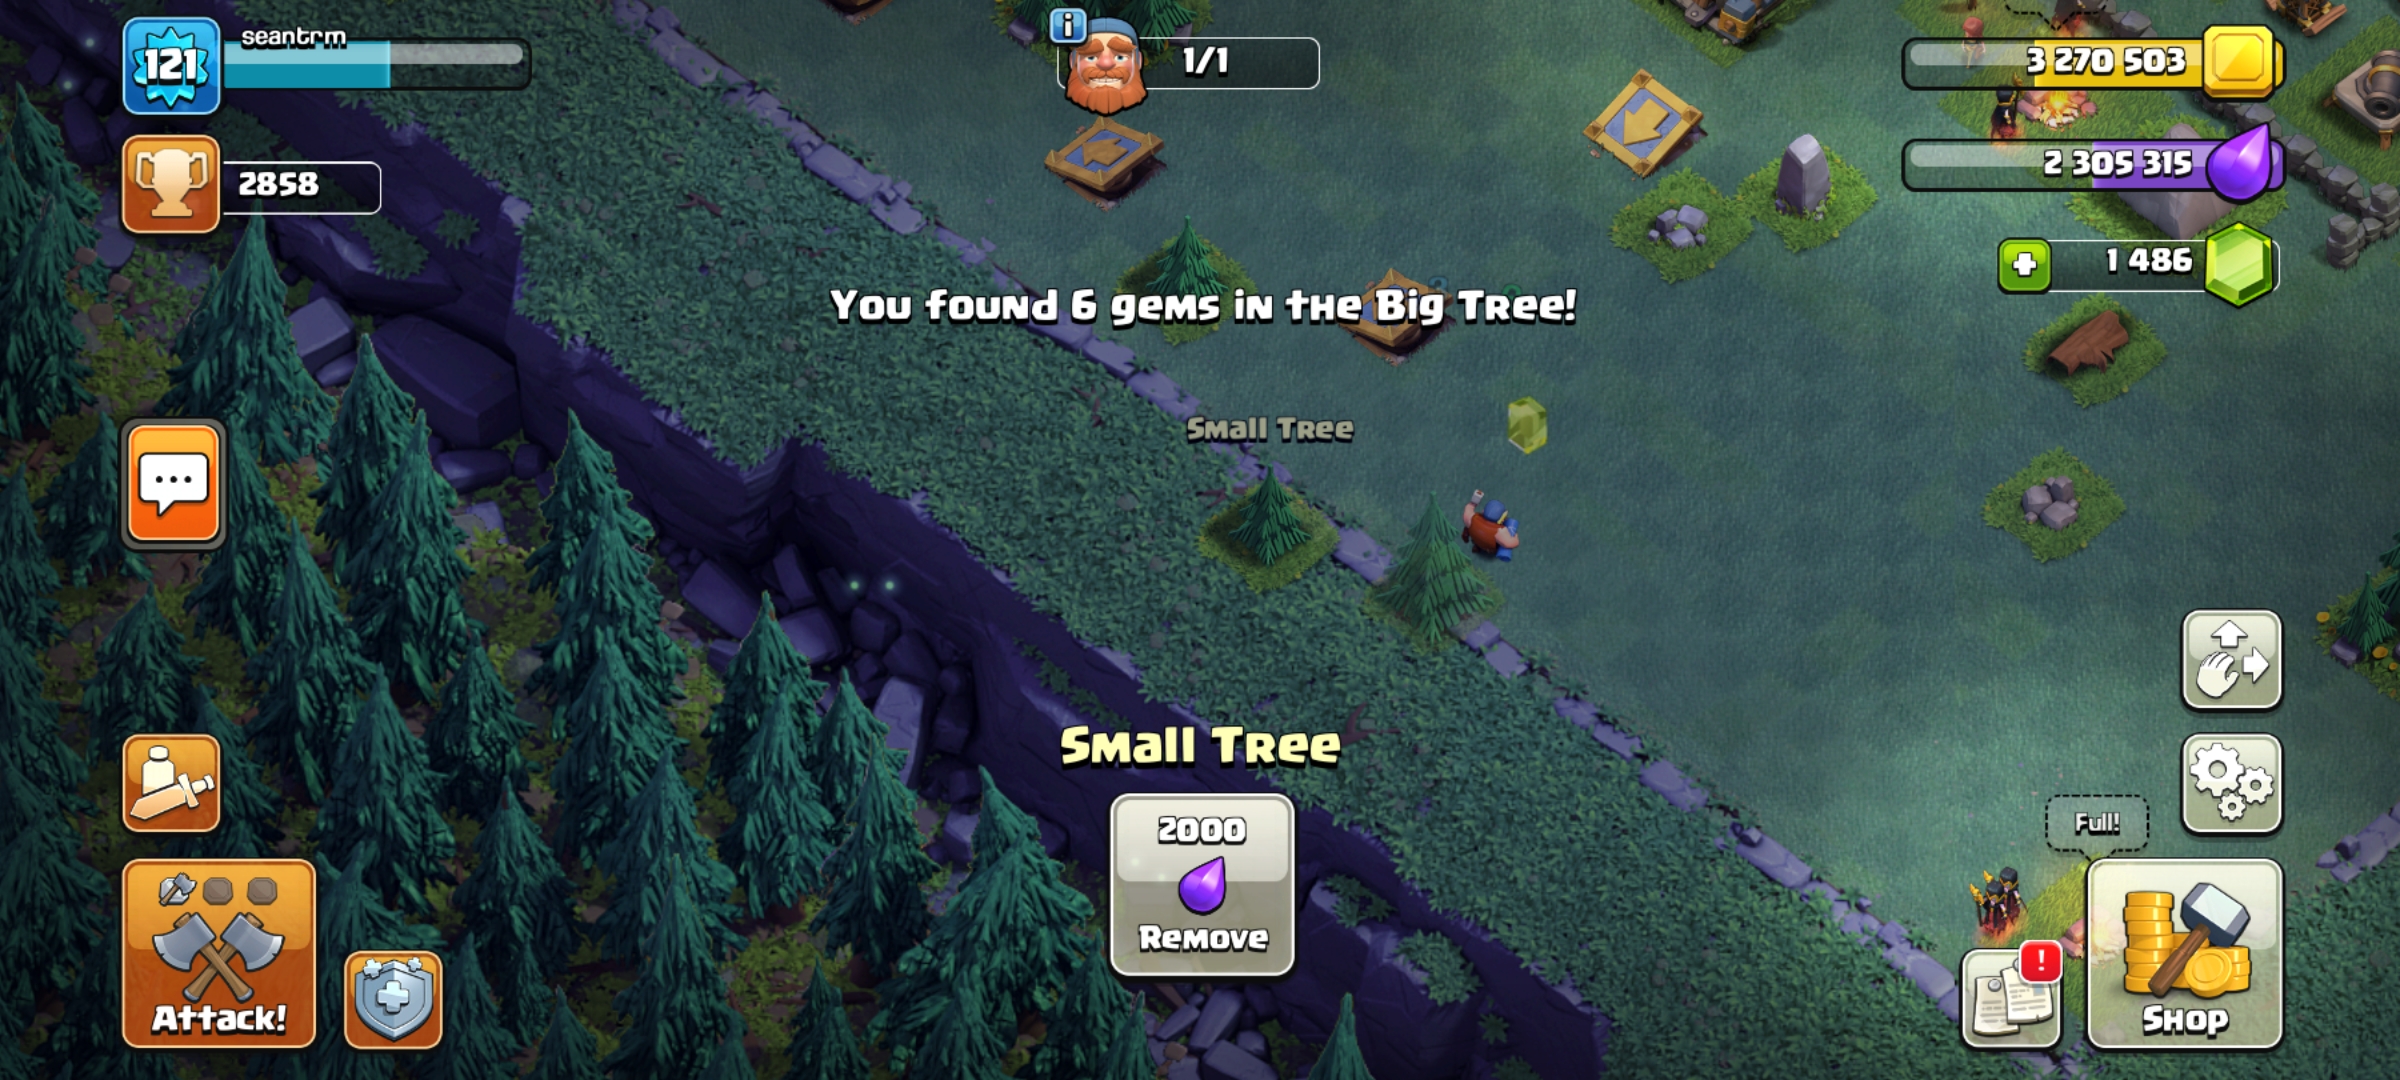 121
seantrm
1/1
3 270 503
2858
2 305 315
1 486
You found 6 gems in the Big Tree!
Small Tree
Small Tree
2000
Remove
Full!
Attack!
Shop